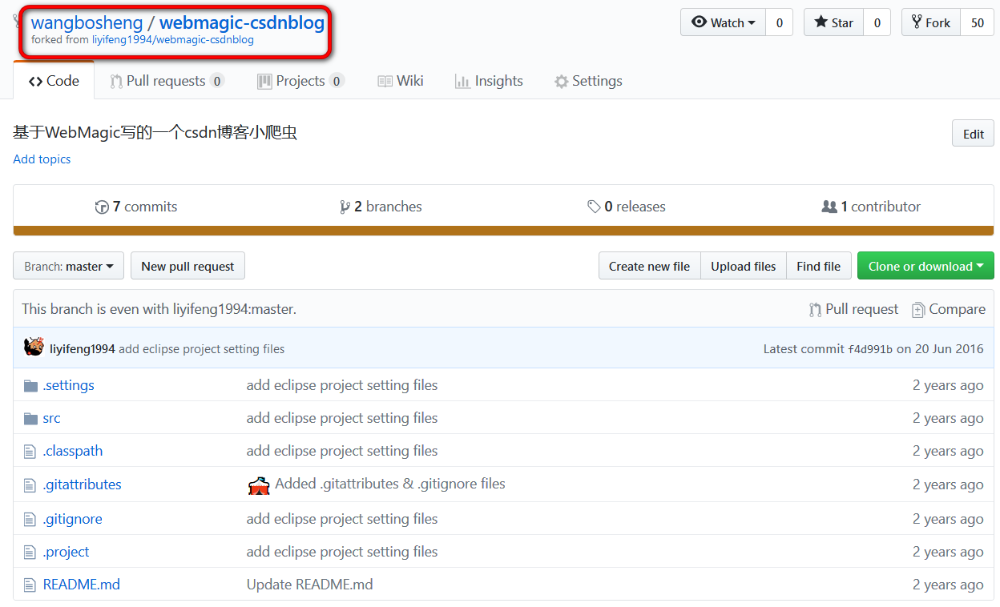 wangbosheng / webmagic-csdnblog
forked from liyifeng1994/webmagic-csdnblog
Watch 0 Star 0 Fork 50
Code Pull requests 0 Projects 0 Wiki Insights Settings
基于WebMagic写的一个csdn博客小爬虫
Edit
Add topics
7 commits 2 branches 0 releases 1 contributor
Branch: master New pull request Create new file Upload files Find file Clone or download
This branch is even with liyifeng1994:master. Pull request Compare
liyifeng1994 add eclipse project setting files Latest commit f4d991b on 20 Jun 2016
.settings add eclipse project setting files 2 years ago
src add eclipse project setting files 2 years ago
.classpath add eclipse project setting files 2 years ago
.gitattributes Added .gitattributes & .gitignore files 2 years ago
.gitignore add eclipse project setting files 2 years ago
.project add eclipse project setting files 2 years ago
README.md Update README.md 2 years ago